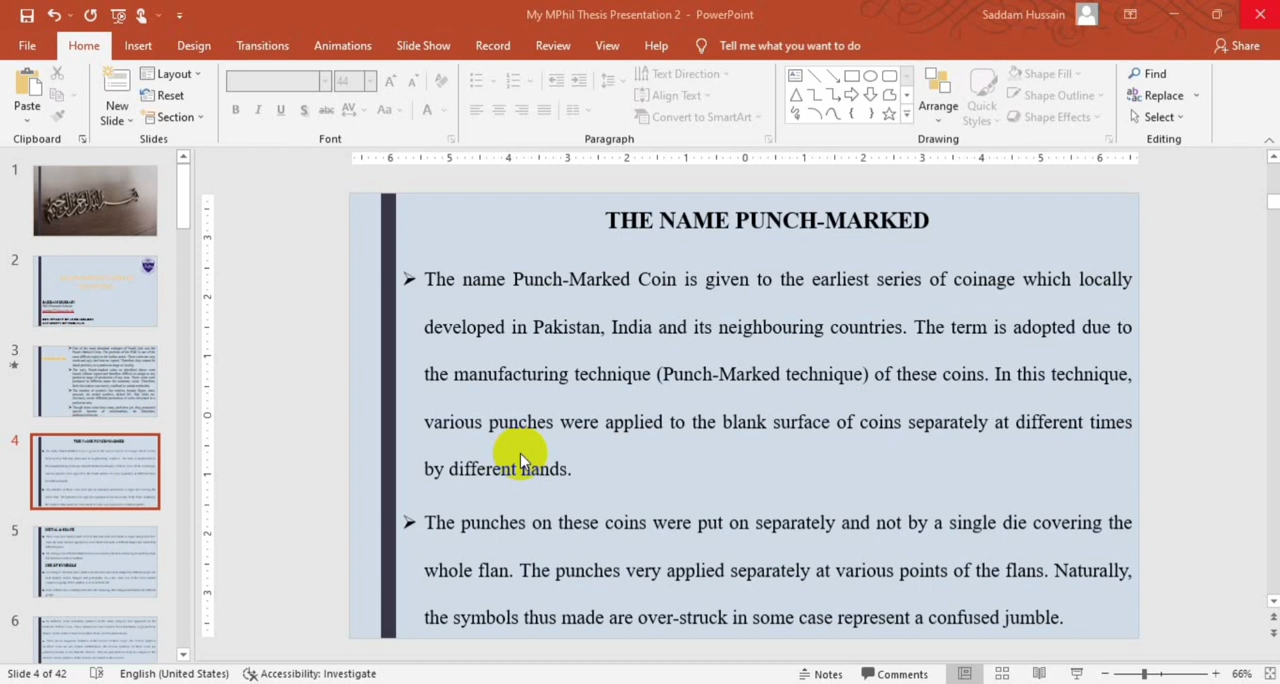 My MPhil Thesis Presentation 2 - PowerPoint
Saddam Hussain
File Home Insert Design Transitions Animations Slide Show Record Review View Help Tell me what you want to do Share
Paste
Clipboard
New Slide
Layout
Reset
Section
Slides
44
Font
Text Direction
Align Text
Convert to SmartArt
Paragraph
Arrange
Quick Styles
Shape Fill
Shape Outline
Shape Effects
Drawing
Find
Replace
Select
Editing
1
2
3
4
5
6
THE NAME PUNCH-MARKED
The name Punch-Marked Coin is given to the earliest series of coinage which locally
developed in Pakistan, India and its neighbouring countries. The term is adopted due to
the manufacturing technique (Punch-Marked technique) of these coins. In this technique,
various punches were applied to the blank surface of coins separately at different times
by different hands.
The punches on these coins were put on separately and not by a single die covering the
whole flan. The punches very applied separately at various points of the flans. Naturally,
the symbols thus made are over-struck in some case represent a confused jumble.
Slide 4 of 42 English (United States) Accessibility: Investigate Notes Comments 66%